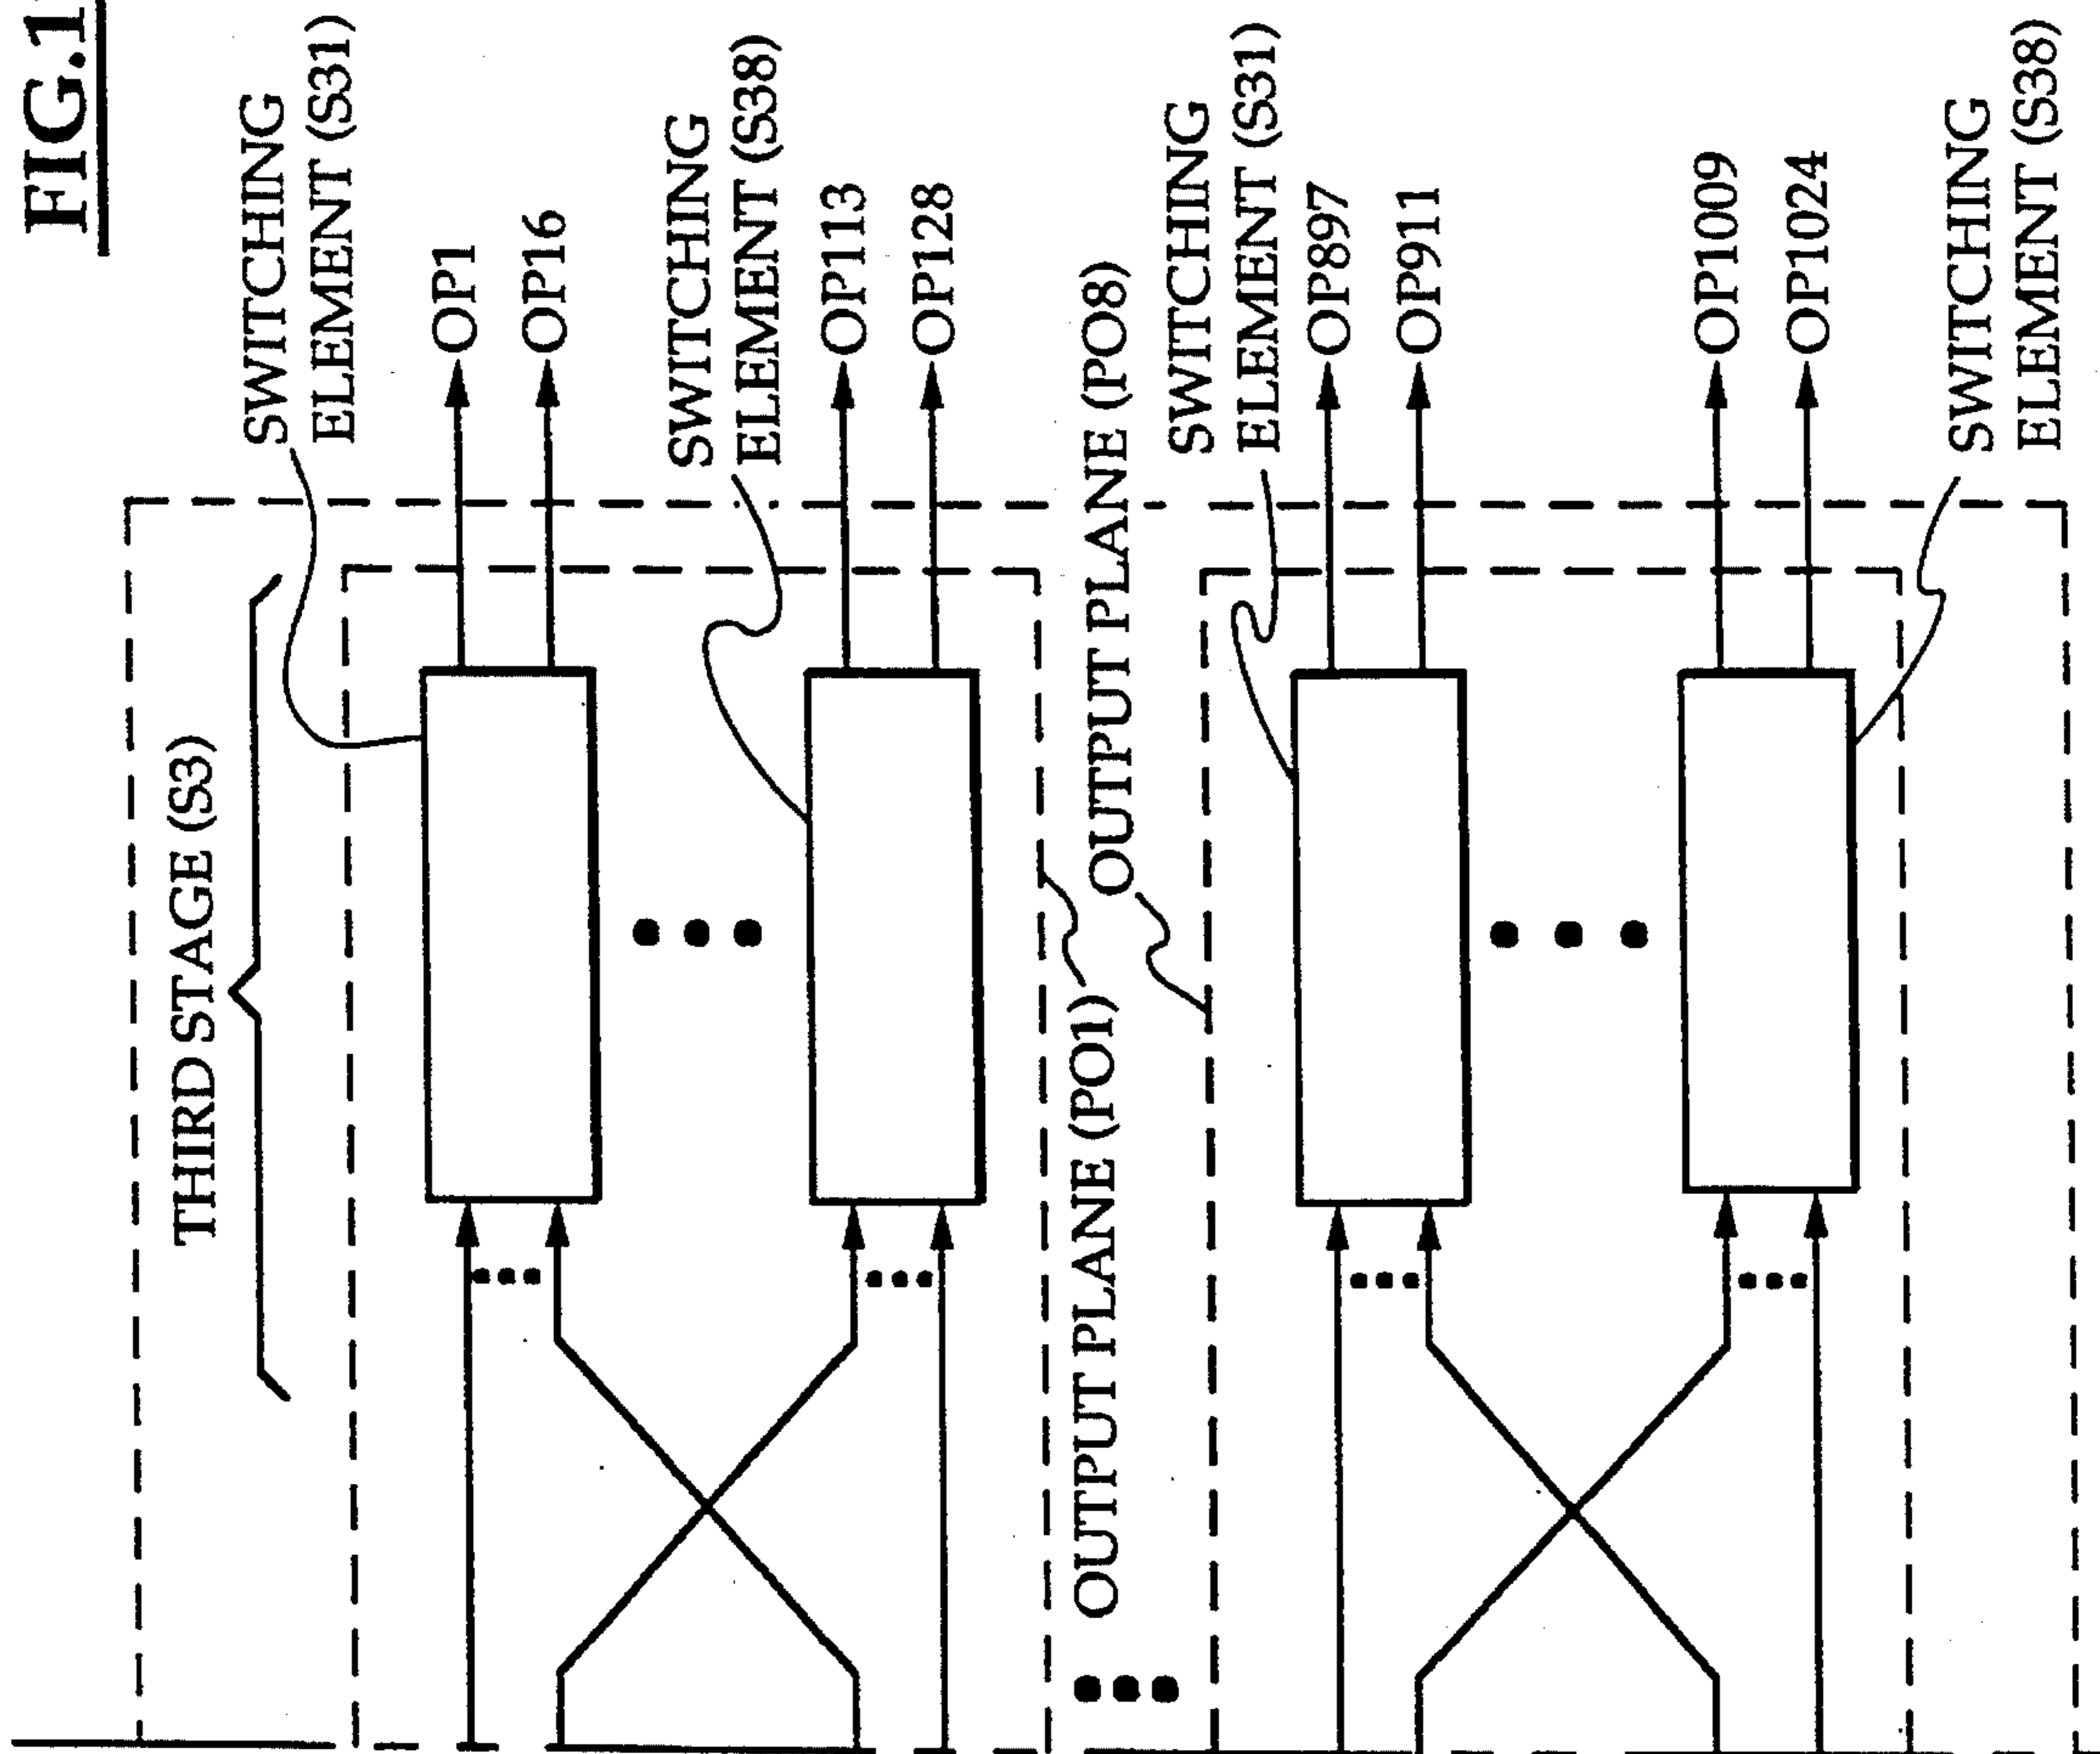 FIG.1
THIRD STAGE (S3)
SWITCHING
ELEMENT (S31)
OP1
OP16
SWITCHING
ELEMENT (S38)
OP113
OP128
OUTPUT PLANE (PO1)
OUTPUT PLANE (PO8)
SWITCHING
ELEMENT (S31)
OP897
OP911
OP1009
OP1024
SWITCHING
ELEMENT (S38)